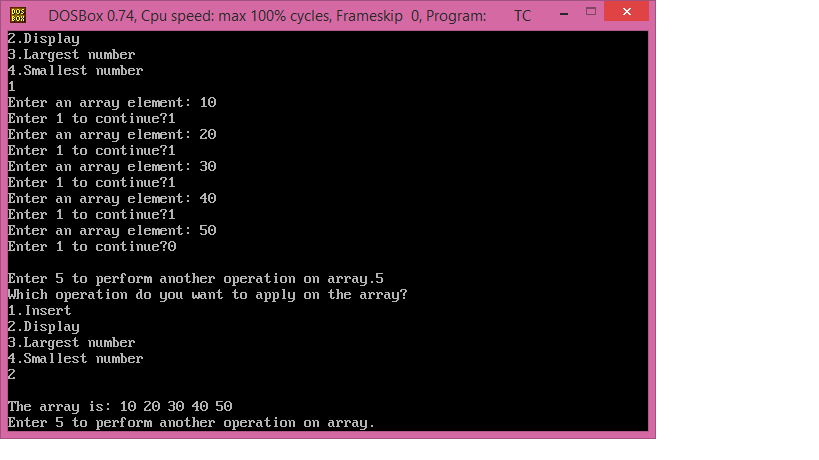 DOS BOX
DOSBox 0.74, Cpu speed: max 100% cycles, Frameskip 0, Program: TC
2.Display
3.Largest number
4.Smallest number
1
Enter an array element: 10
Enter 1 to continue?1
Enter an array element: 20
Enter 1 to continue?1
Enter an array element: 30
Enter 1 to continue?1
Enter an array element: 40
Enter 1 to continue?1
Enter an array element: 50
Enter 1 to continue?0
Enter 5 to perform another operation on array.5
Which operation do you want to apply on the array?
1.Insert
2.Display
3.Largest number
4.Smallest number
2
The array is: 10 20 30 40 50
Enter 5 to perform another operation on array.